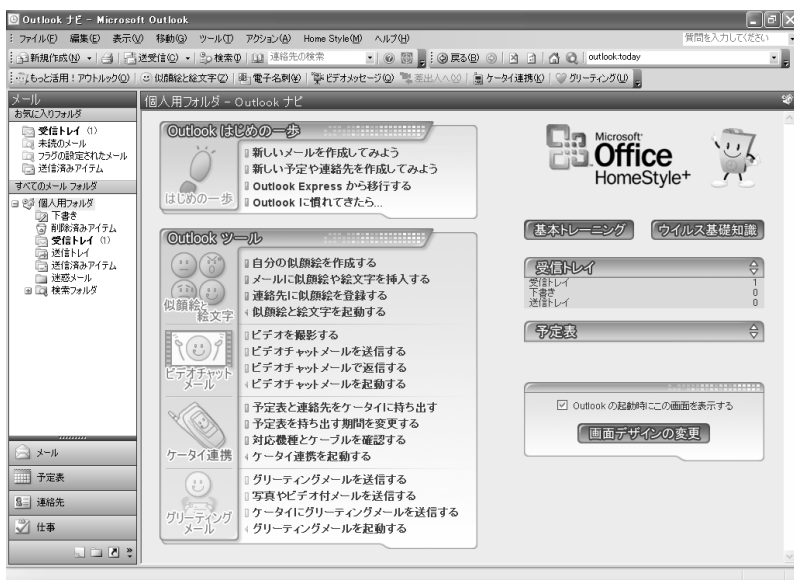 Outlook ナビ - Microsoft Outlook
ファイル(F) 編集(E) 表示(V) 移動(G) ツール(T) アクション(A) Home Style(M) ヘルプ(H) 質問を入力してください
新規作成(N) 送受信(C) 検索(I) 連絡先の検索 戻る(B) outlook:today
もっと活用！アウトルック(O) 似顔絵と絵文字(Z) 電子名刺(V) ビデオメッセージ(Q) 差出人へ(X) ケータイ連携(K) グリーティング(U)
メール
お気に入りフォルダ
受信トレイ (1)
未読のメール
フラグの設定されたメール
送信済みアイテム
すべてのメール フォルダ
個人用フォルダ
下書き
削除済みアイテム
受信トレイ (1)
送信トレイ
送信済みアイテム
迷惑メール
検索フォルダ
メール
予定表
連絡先
仕事
個人用フォルダ - Outlook ナビ
Outlook はじめの一歩
はじめの一歩
新しいメールを作成してみよう
新しい予定や連絡先を作成してみよう
Outlook Express から移行する
Outlook に慣れてきたら...
Outlook ツール
似顔絵と
絵文字
自分の似顔絵を作成する
メールに似顔絵や絵文字を挿入する
連絡先に似顔絵を登録する
似顔絵と絵文字を起動する
ビデオチャット
メール
ビデオを撮影する
ビデオチャットメールを送信する
ビデオチャットメールで返信する
ビデオチャットメールを起動する
ケータイ連携
予定表と連絡先をケータイに持ち出す
予定表を持ち出す期間を変更する
対応機種とケーブルを確認する
ケータイ連携を起動する
グリーティング
メール
グリーティングメールを送信する
写真やビデオ付メールを送信する
ケータイにグリーティングメールを送信する
グリーティングメールを起動する
Microsoft
Office
HomeStyle+
基本トレーニング ウイルス基礎知識
受信トレイ
受信トレイ 1
下書き 0
送信トレイ 0
予定表
Outlook の起動時にこの画面を表示する
画面デザインの変更